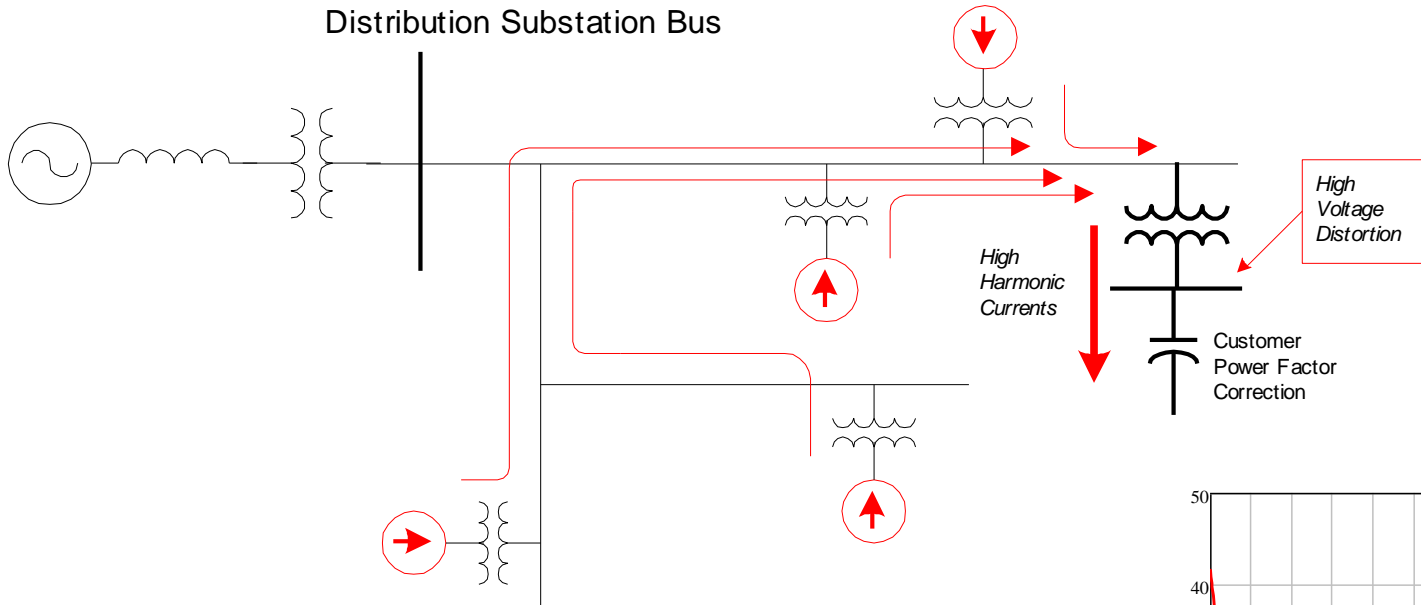 Distribution Substation Bus
High
Voltage
Distortion
High
Harmonic
Currents
Customer
Power Factor
Correction
50
40